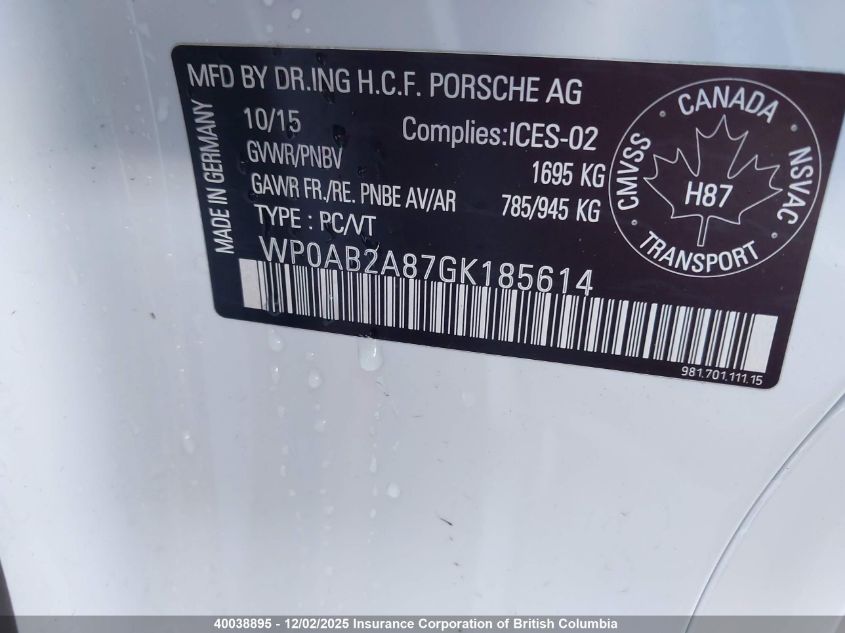 MFD BY DR.ING H.C.F. PORSCHE AG
MADE IN GERMANY
10/15 Complies:ICES-02
GVWR/PNBV 1695 KG
GAWR FR./RE. PNBE AV/AR 785/945 KG
TYPE : PC/VT
WP0AB2A87GK185614
CANADA
CMVSS NSVAC
H87
TRANSPORT
981.701.111.15
40038895 - 12/02/2025 Insurance Corporation of British Columbia